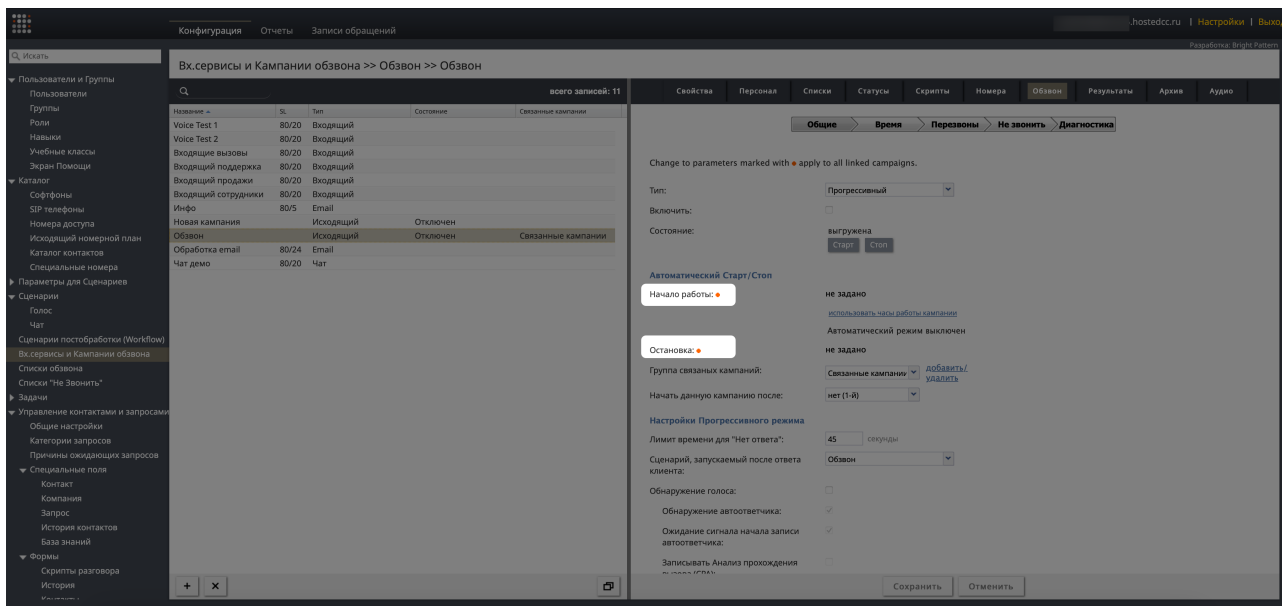 Конфигурация Отчеты Записи обращений
.hostedcc.ru | Настройки | Выхо
Разработка: Bright Pattern
Искать
Пользователи и Группы
Пользователи
Группы
Роли
Навыки
Учебные классы
Экран Помощи
Каталог
Софтфоны
SIP телефоны
Номера доступа
Исходящий номерной план
Каталог контактов
Специальные номера
Параметры для Сценариев
Сценарии
Голос
Чат
Сценарии постобработки (Workflow)
Вх.сервисы и Кампании обзвона
Списки обзвона
Списки "Не Звонить"
Задачи
Управление контактами и запросами
Общие настройки
Категории запросов
Причины ожидающих запросов
Специальные поля
Контакт
Компания
Запрос
История контактов
База знаний
Формы
Скрипты разговора
История
Контакты
Вх.сервисы и Кампании обзвона >> Обзвон >> Обзвон
всего записей: 11
Название SL Тип Состояние Связанные кампании
Voice Test 1 80/20 Входящий
Voice Test 2 80/20 Входящий
Входящие вызовы 80/20 Входящий
Входящий поддержка 80/20 Входящий
Входящий продажи 80/20 Входящий
Входящий сотрудники 80/20 Входящий
Инфо 80/5 Email
Новая кампания Исходящий Отключен
Обзвон Исходящий Отключен Связанные кампании
Обработка email 80/24 Email
Чат демо 80/20 Чат
Свойства Персонал Списки Статусы Скрипты Номера Обзвон Результаты Архив Аудио
Общие Время Перезвоны Не звонить Диагностика
Change to parameters marked with apply to all linked campaigns.
Тип: Прогрессивный
Включить:
Состояние: выгружена
Старт Стоп
Автоматический Старт/Стоп
Начало работы: не задано
использовать часы работы кампании
Автоматический режим выключен
Остановка: не задано
Группа связаных кампаний: Связанные кампании добавить/
удалить
Начать данную кампанию после: нет (1-й)
Настройки Прогрессивного режима
Лимит времени для "Нет ответа": 45 секунды
Сценарий, запускаемый после ответа Обзвон
клиента:
Обнаружение голоса:
Обнаружение автоответчика:
Ожидание сигнала начала записи
автоответчика:
Записывать Анализ прохождения
вызова (CPA):
Сохранить Отменить